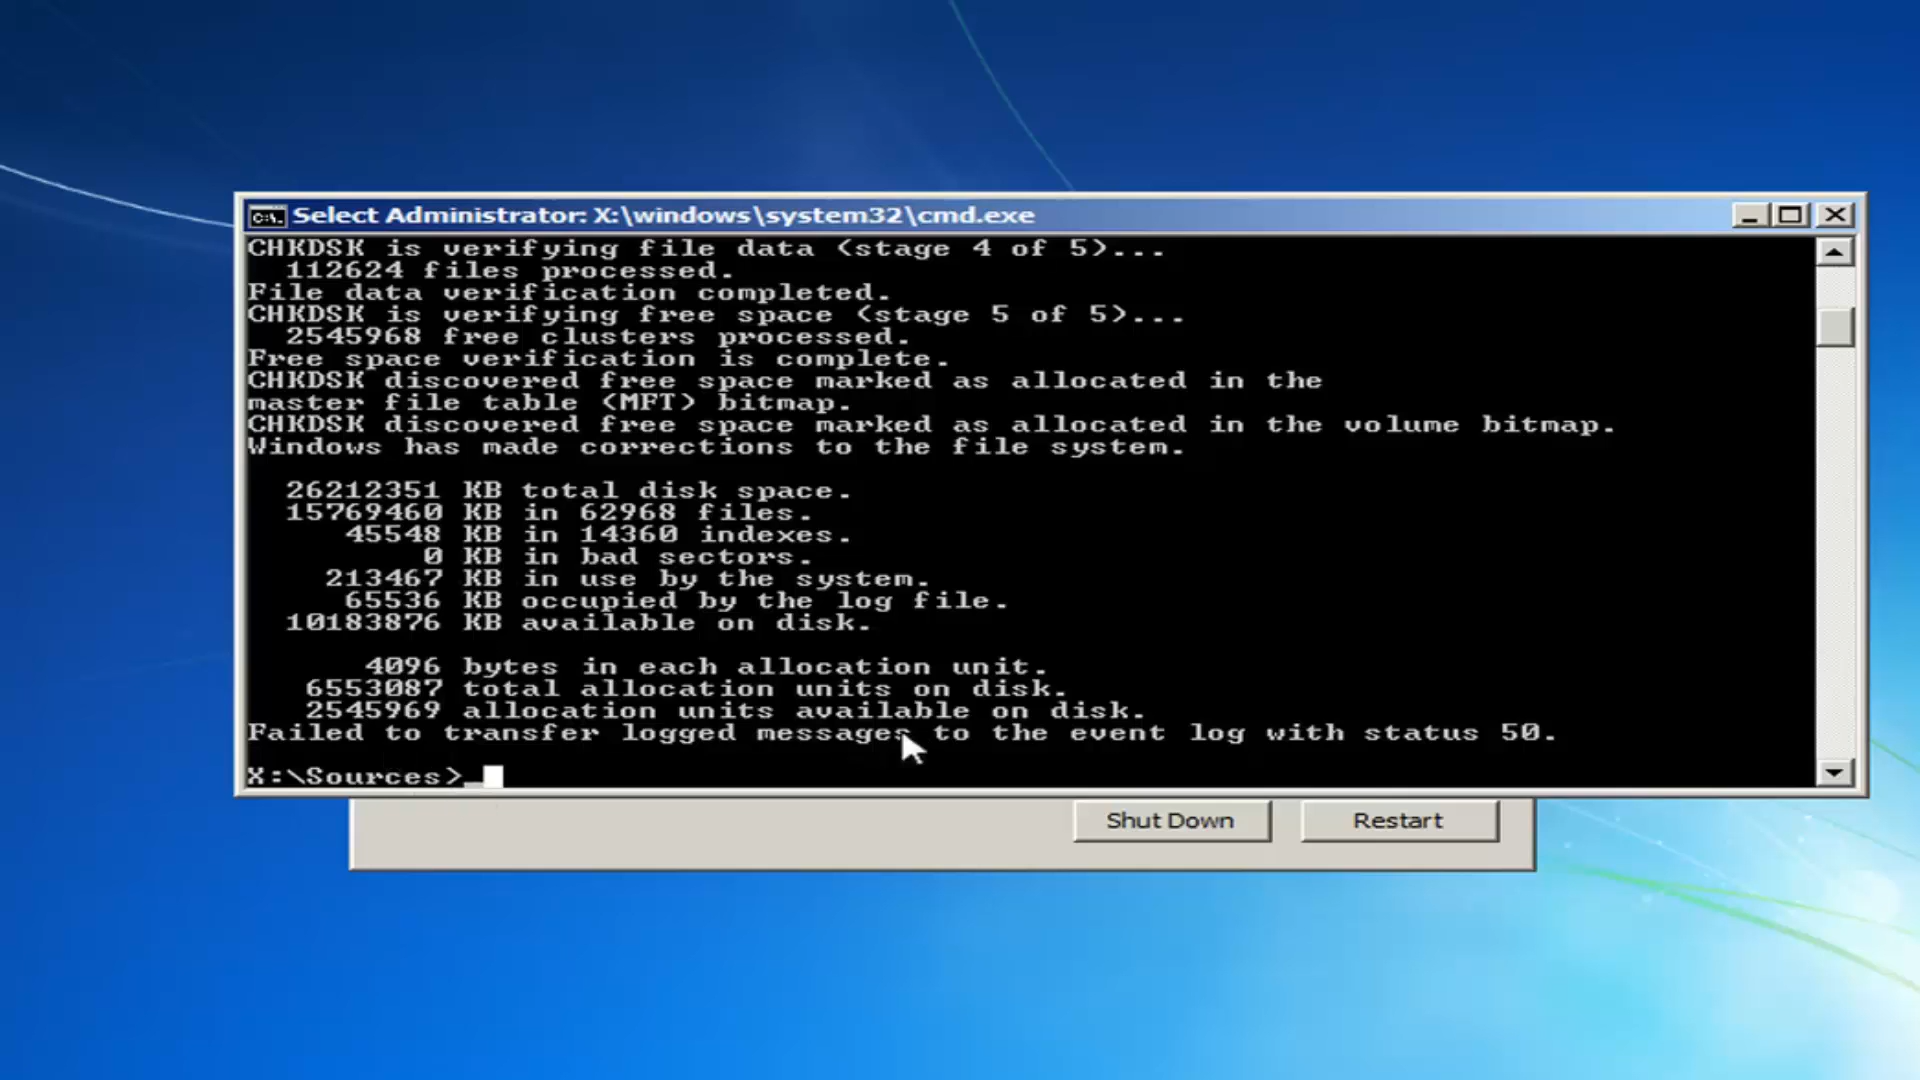 Select Administrator: X:\windows\system32\cmd.exe
CHKDSK is verifying file data (stage 4 of 5)...
112624 files processed.
File data verification completed.
CHKDSK is verifying free space (stage 5 of 5)...
2545968 free clusters processed.
Free space verification is complete.
CHKDSK discovered free space marked as allocated in the
master file table (MFT) bitmap.
CHKDSK discovered free space marked as allocated in the volume bitmap.
Windows has made corrections to the file system.
26212351 KB total disk space.
15769460 KB in 62968 files.
45548 KB in 14360 indexes.
0 KB in bad sectors.
213467 KB in use by the system.
65536 KB occupied by the log file.
10183876 KB available on disk.
4096 bytes in each allocation unit.
6553087 total allocation units on disk.
2545969 allocation units available on disk.
Failed to transfer logged messages to the event log with status 50.
X:\Sources>_
Shut Down
Restart